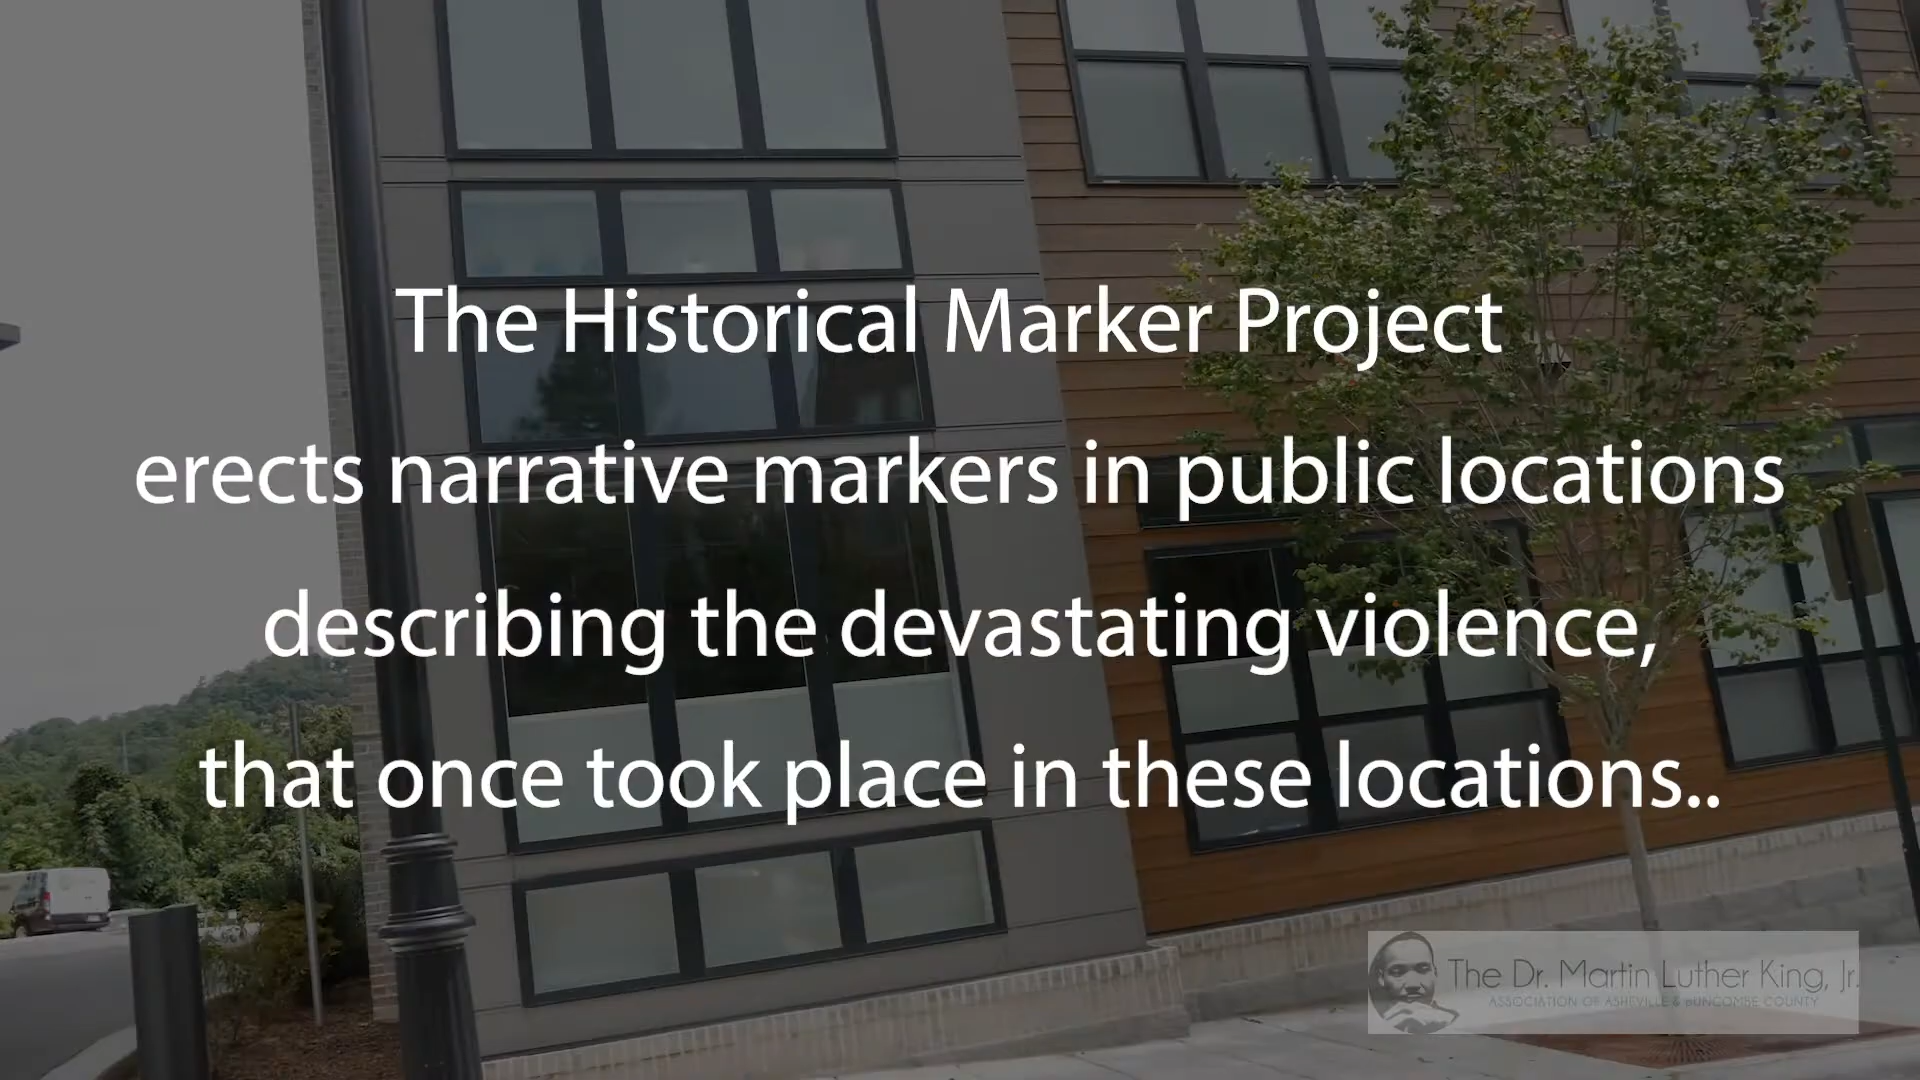 The Historical Marker Project
erects narrative markers in public locations
describing the devastating violence,
that once took place in these locations..
The Dr. Martin Luther King, Jr.
ASSOCIATION OF ASHEVILLE & BUNCOMBE COUNTY